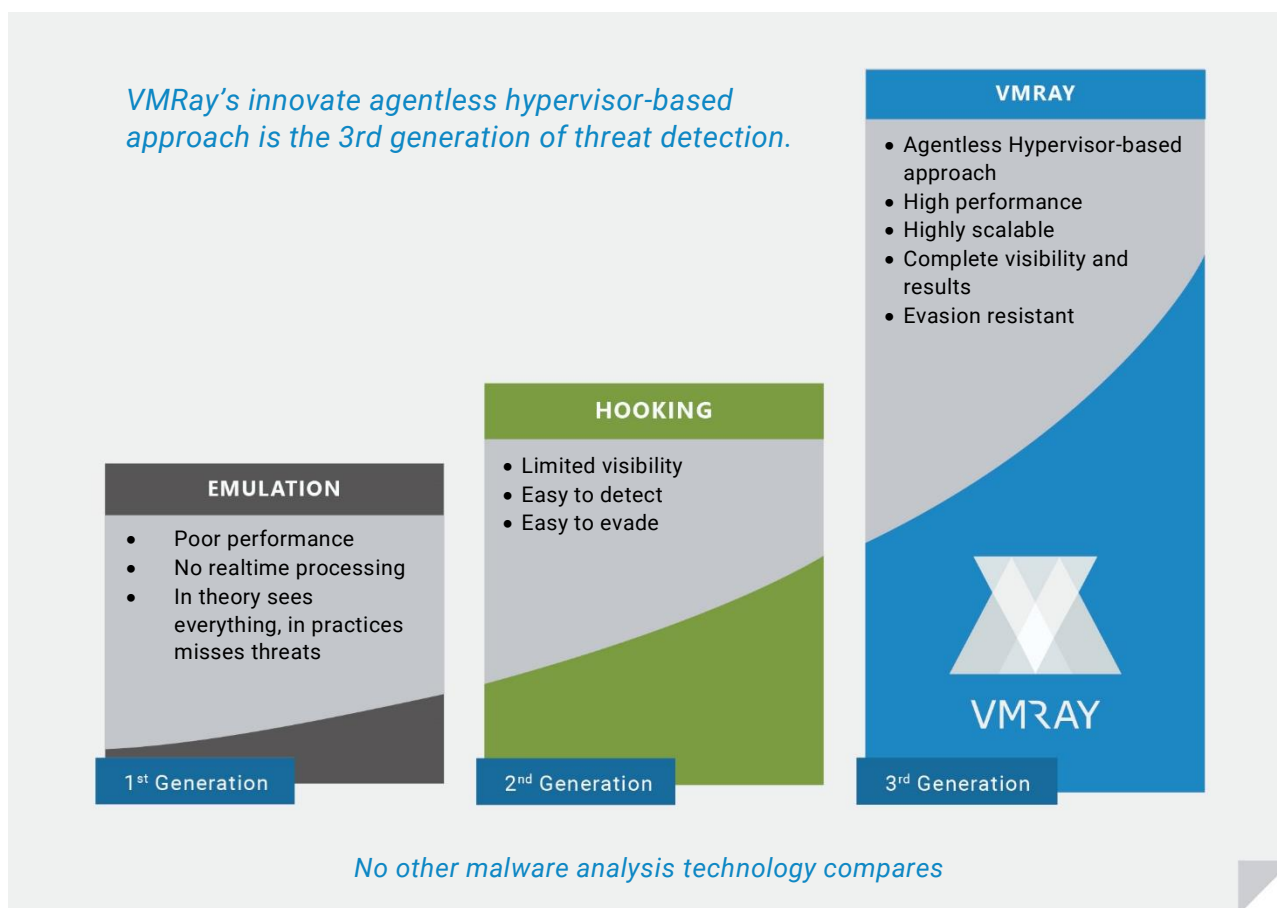 VMRay’s innovate agentless hypervisor-based
approach is the 3rd generation of threat detection.
EMULATION
• Poor performance
• No realtime processing
• In theory sees
everything, in practices
misses threats
1st Generation
HOOKING
• Limited visibility
• Easy to detect
• Easy to evade
2nd Generation
VMRAY
• Agentless Hypervisor-based
approach
• High performance
• Highly scalable
• Complete visibility and
results
• Evasion resistant
VMRAY
3rd Generation
No other malware analysis technology compares